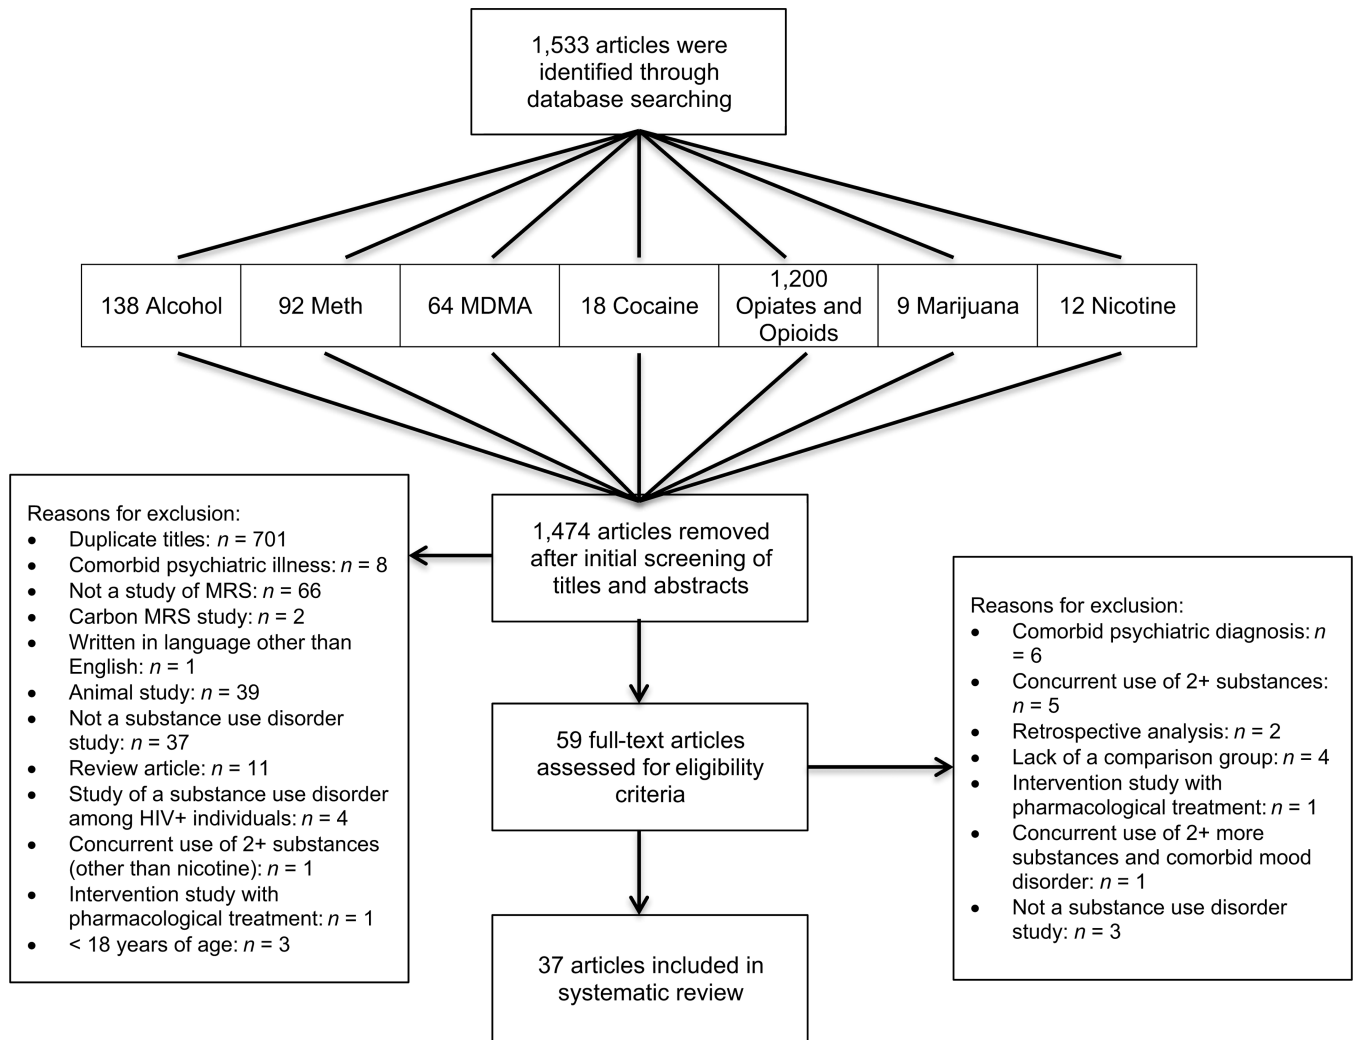 1,533 articles were
identified through
database searching
138 Alcohol
92 Meth
64 MDMA
18 Cocaine
1,200
Opiates and
Opioids
9 Marijuana
12 Nicotine
1,474 articles removed
after initial screening of
titles and abstracts
Reasons for exclusion:
• Duplicate titles: n = 701
• Comorbid psychiatric illness: n = 8
• Not a study of MRS: n = 66
• Carbon MRS study: n = 2
• Written in language other than
English: n = 1
• Animal study: n = 39
• Not a substance use disorder
study: n = 37
• Review article: n = 11
• Study of a substance use disorder
among HIV+ individuals: n = 4
• Concurrent use of 2+ substances
(other than nicotine): n = 1
• Intervention study with
pharmacological treatment: n = 1
• < 18 years of age: n = 3
59 full-text articles
assessed for eligibility
criteria
Reasons for exclusion:
• Comorbid psychiatric diagnosis: n
= 6
• Concurrent use of 2+ substances:
n = 5
• Retrospective analysis: n = 2
• Lack of a comparison group: n = 4
• Intervention study with
pharmacological treatment: n = 1
• Concurrent use of 2+ more
substances and comorbid mood
disorder: n = 1
• Not a substance use disorder
study: n = 3
37 articles included in
systematic review